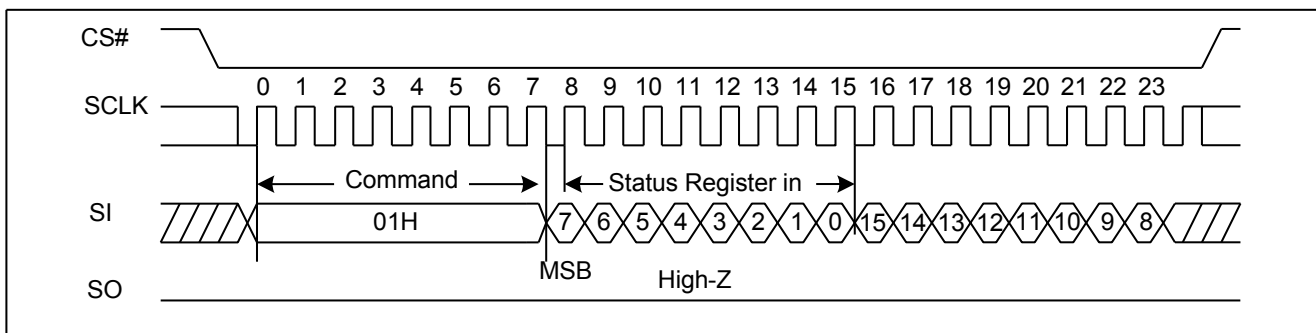 CS#
0 1 2 3 4 5 6 7 8 9 10 11 12 13 14 15 16 17 18 19 20 21 22 23
SCLK
Command Status Register in
SI 01H 7 6 5 4 3 2 1 0 15 14 13 12 11 10 9 8
MSB High-Z
SO